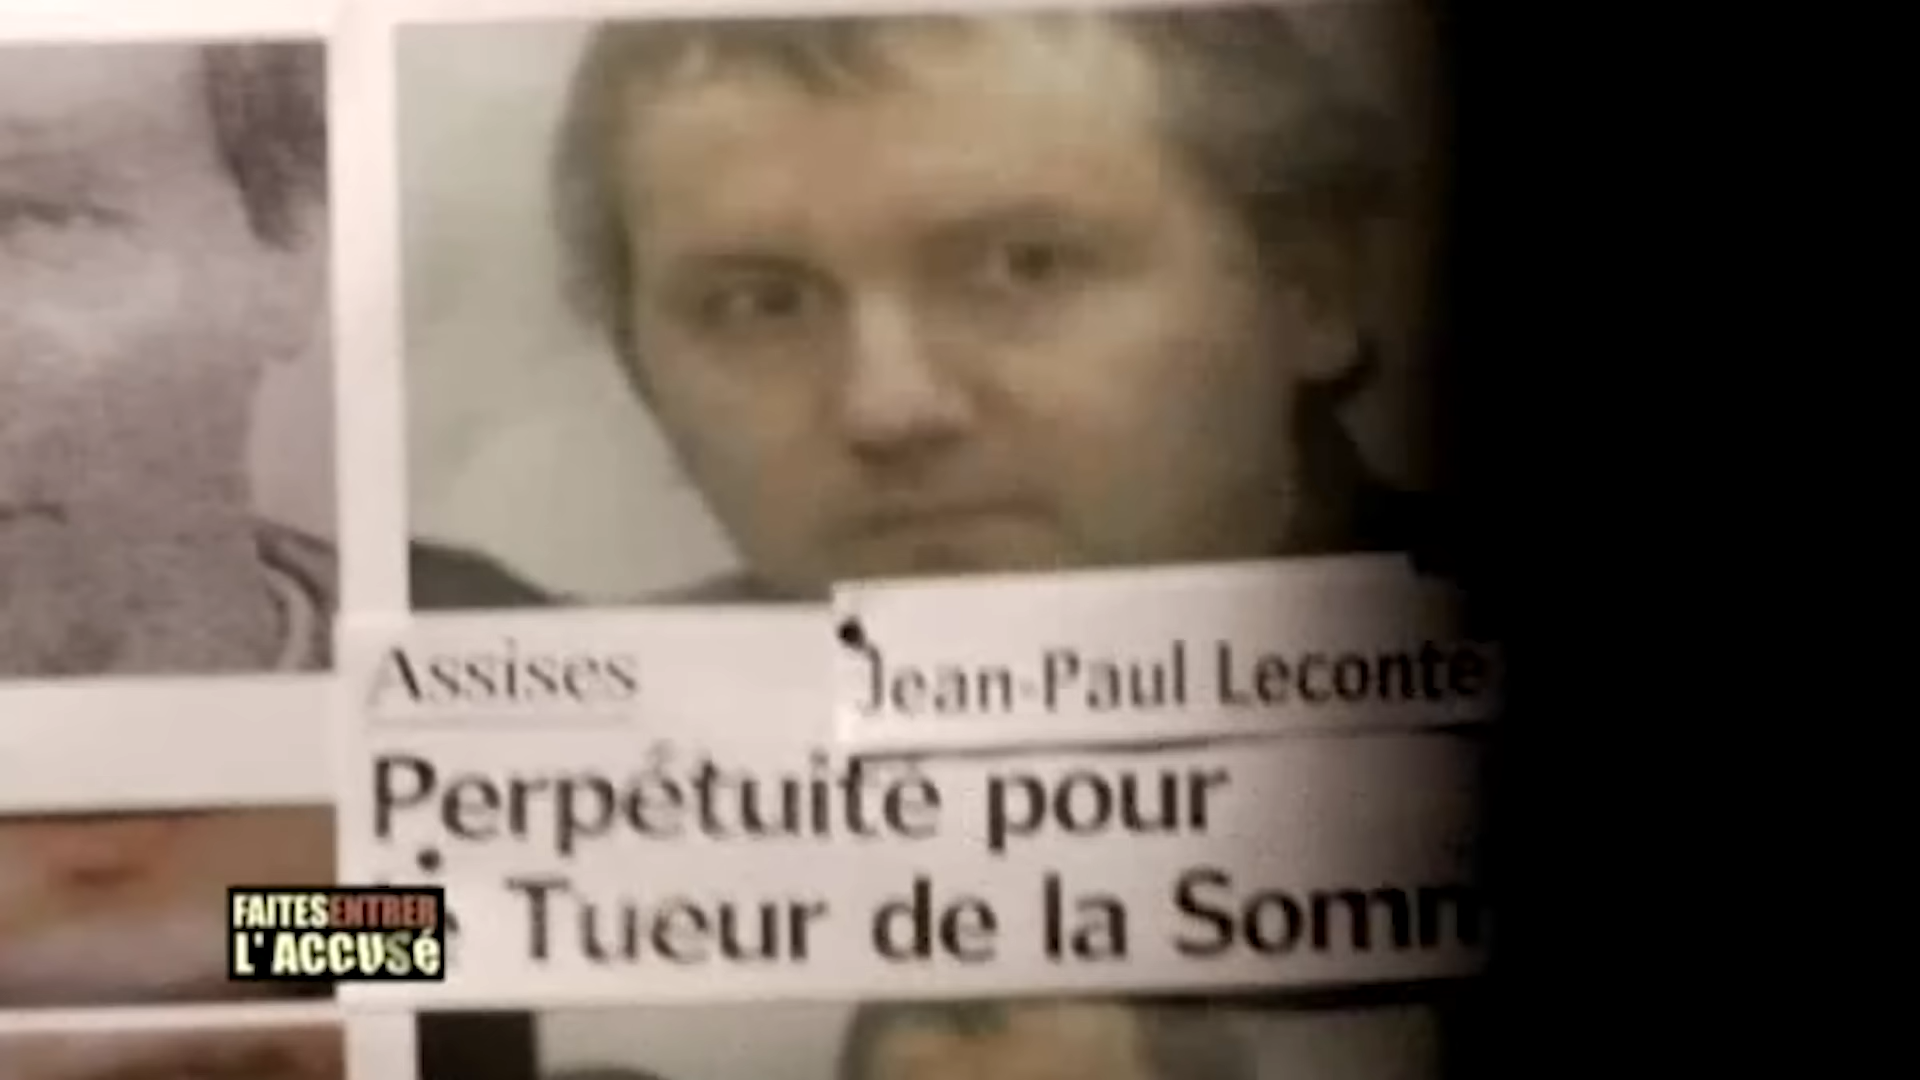 Assises
Jean-Paul Leconte
Perpétuité pour
Tueur de la Somm
FAITES ENTRER
L'ACCUSé